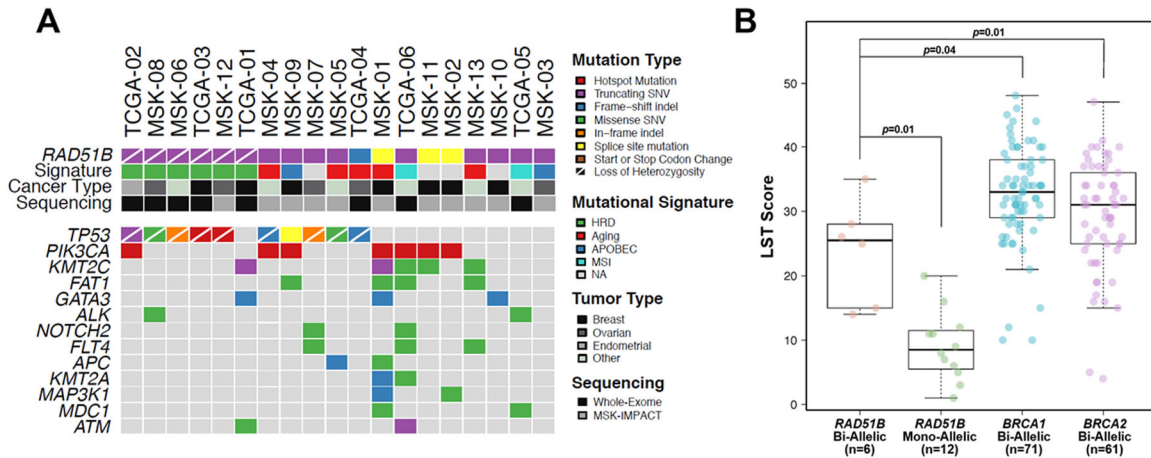 A
TCGA-02
MSK-08
MSK-06
TCGA-03
MSK-12
TCGA-01
MSK-04
MSK-09
MSK-07
MSK-05
TCGA-04
MSK-01
TCGA-06
MSK-11
MSK-02
MSK-13
MSK-10
TCGA-05
MSK-03
RAD51B
Signature
Cancer Type
Sequencing
TP53
PIK3CA
KMT2C
FAT1
GATA3
ALK
NOTCH2
FLT4
APC
KMT2A
MAP3K1
MDC1
ATM
Mutation Type
Hotspot Mutation
Truncating SNV
Frame-shift indel
Missense SNV
In-frame indel
Splice site mutation
Start or Stop Codon Change
Loss of Heterozygosity
Mutational Signature
HRD
Aging
APOBEC
MSI
NA
Tumor Type
Breast
Ovarian
Endometrial
Other
Sequencing
Whole-Exome
MSK-IMPACT
B
p=0.01
p=0.04
p=0.01
LST Score
50
40
30
20
10
0
RAD51B Bi-Allelic (n=6)
RAD51B Mono-Allelic (n=12)
BRCA1 Bi-Allelic (n=71)
BRCA2 Bi-Allelic (n=61)